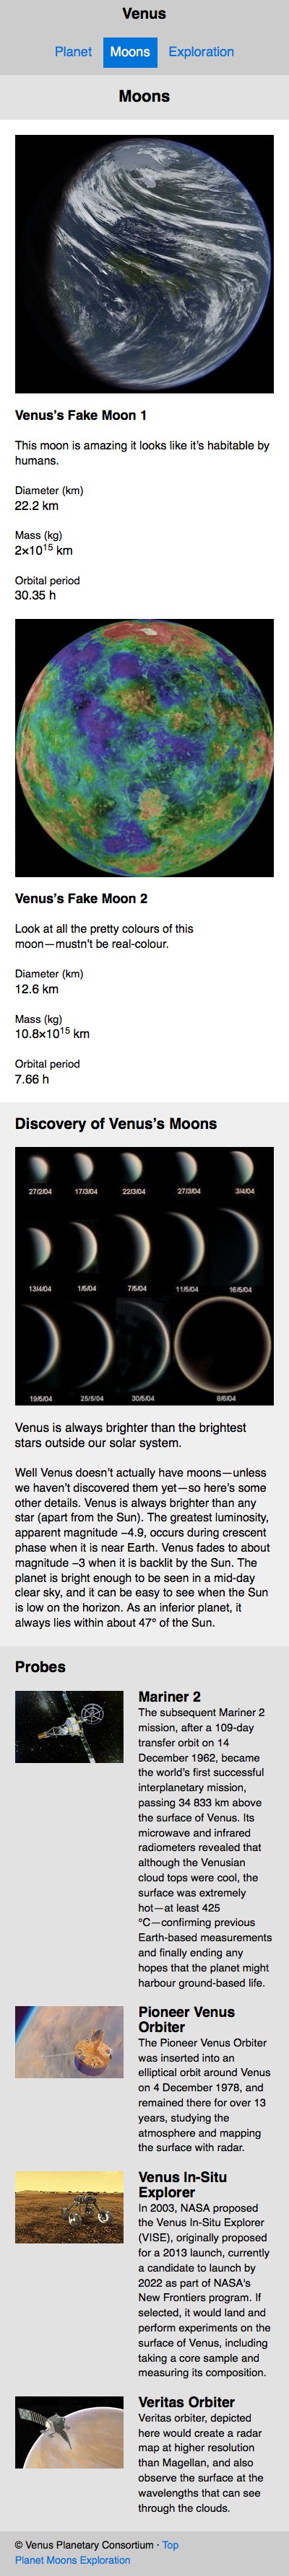 Venus
Planet Moons Exploration
Moons
Venus's Fake Moon 1
This moon is amazing it looks like it's habitable by
humans.
Diameter (km)
22.2 km
Mass (kg)
2×10¹⁵ km
Orbital period
30.35 h
Venus's Fake Moon 2
Look at all the pretty colours of this
moon—mustn't be real-colour.
Diameter (km)
12.6 km
Mass (kg)
10.8×10¹⁵ km
Orbital period
7.66 h
Discovery of Venus's Moons
27/2/04 17/3/04 22/3/04 27/3/04 3/4/04
13/4/04 1/5/04 7/5/04 11/5/04 16/5/04
19/5/04 25/5/04 30/5/04 8/6/04
Venus is always brighter than the brightest
stars outside our solar system.
Well Venus doesn't actually have moons—unless
we haven't discovered them yet—so here's some
other details. Venus is always brighter than any
star (apart from the Sun). The greatest luminosity,
apparent magnitude −4.9, occurs during crescent
phase when it is near Earth. Venus fades to about
magnitude −3 when it is backlit by the Sun. The
planet is bright enough to be seen in a mid-day
clear sky, and it can be easy to see when the Sun
is low on the horizon. As an inferior planet, it
always lies within about 47° of the Sun.
Probes
Mariner 2
The subsequent Mariner 2
mission, after a 109-day
transfer orbit on 14
December 1962, became
the world's first successful
interplanetary mission,
passing 34 833 km above
the surface of Venus. Its
microwave and infrared
radiometers revealed that
although the Venusian
cloud tops were cool, the
surface was extremely
hot—at least 425
°C—confirming previous
Earth-based measurements
and finally ending any
hopes that the planet might
harbour ground-based life.
Pioneer Venus
Orbiter
The Pioneer Venus Orbiter
was inserted into an
elliptical orbit around Venus
on 4 December 1978, and
remained there for over 13
years, studying the
atmosphere and mapping
the surface with radar.
Venus In-Situ
Explorer
In 2003, NASA proposed
the Venus In-Situ Explorer
(VISE), originally proposed
for a 2013 launch, currently
a candidate to launch by
2022 as part of NASA's
New Frontiers program. If
selected, it would land and
perform experiments on the
surface of Venus, including
taking a core sample and
measuring its composition.
Veritas Orbiter
Veritas orbiter, depicted
here would create a radar
map at higher resolution
than Magellan, and also
observe the surface at the
wavelengths that can see
through the clouds.
© Venus Planetary Consortium · Top
Planet Moons Exploration